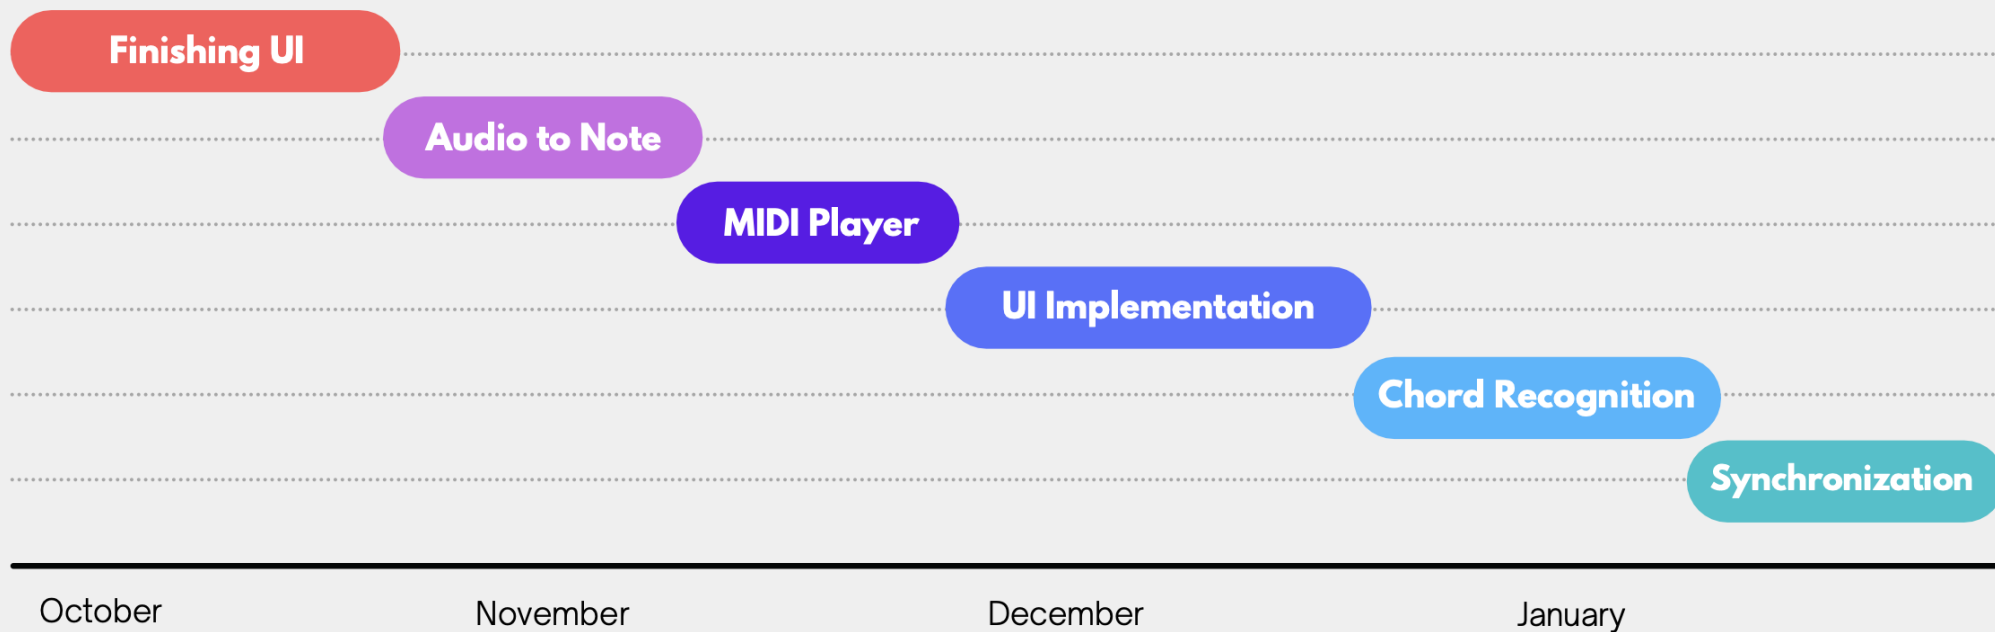 Finishing UI
Audio to Note
MIDI Player
UI Implementation
Chord Recognition
Synchronization
October November December January